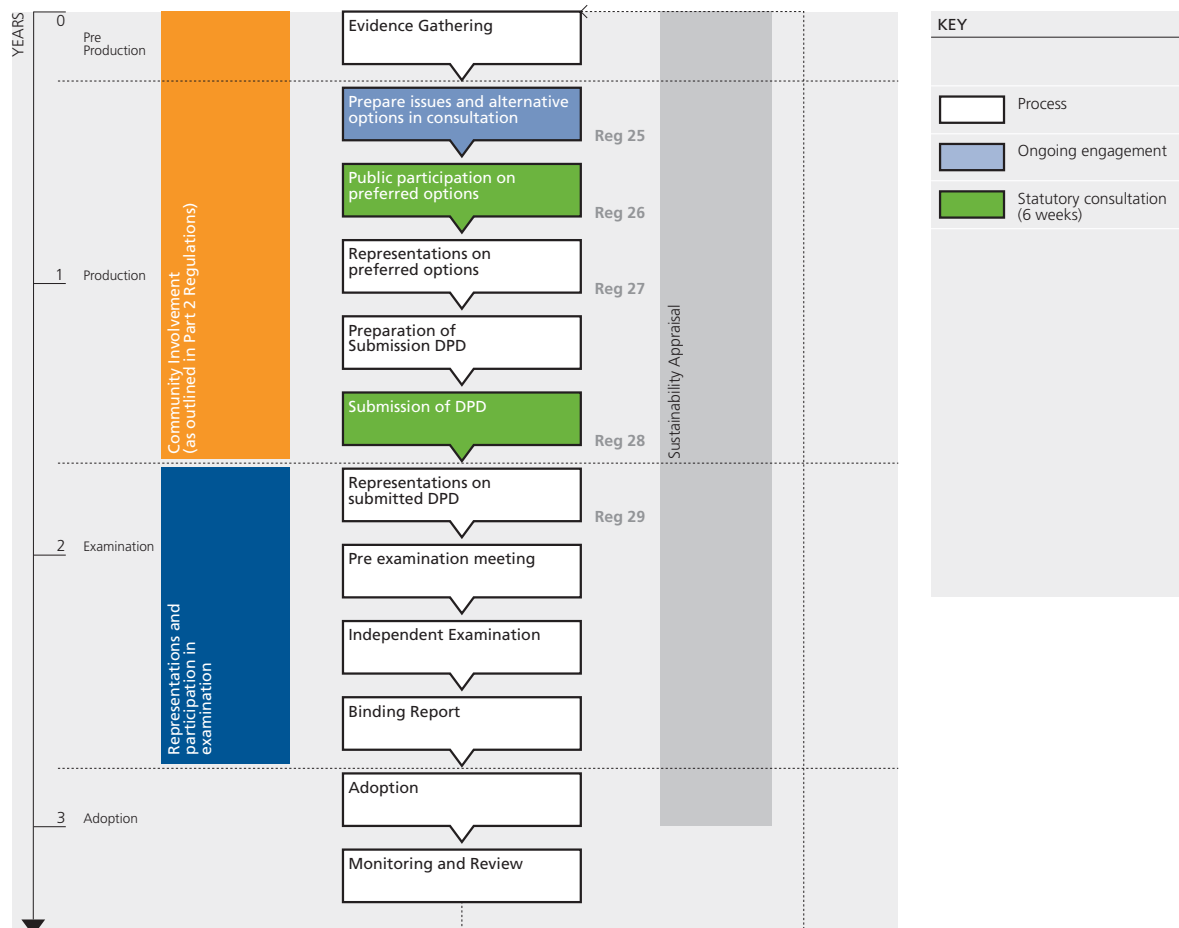 YEARS
0
Pre
Production
1
Production
2
Examination
3
Adoption
Community Involvement
(as outlined in Part 2 Regulations)
Representations and
participation in
examination
Evidence Gathering
Prepare issues and alternative
options in consultation
Reg 25
Public participation on
preferred options
Reg 26
Representations on
preferred options
Reg 27
Preparation of
Submission DPD
Submission of DPD
Reg 28
Representations on
submitted DPD
Reg 29
Pre examination meeting
Independent Examination
Binding Report
Adoption
Monitoring and Review
Sustainability Appraisal
KEY
Process
Ongoing engagement
Statutory consultation
(6 weeks)